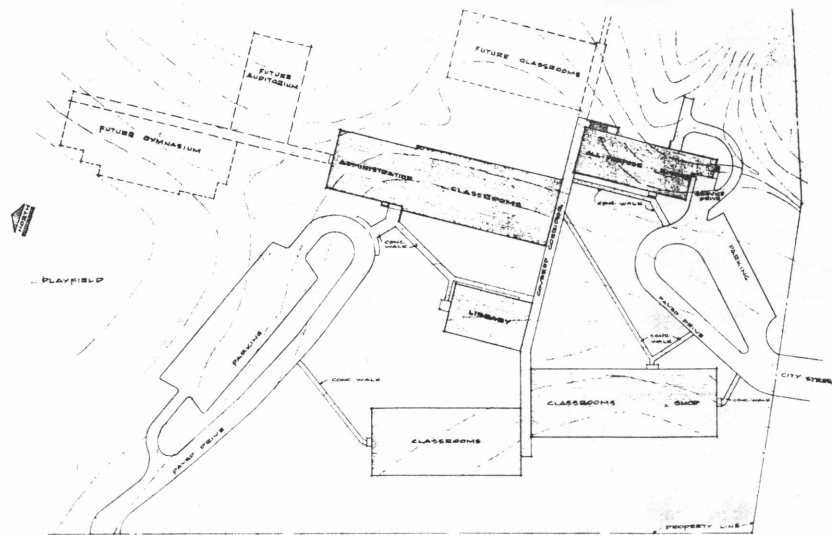 FUTURE CLASSROOMS
FUTURE
AUDITORIUM
FUTURE GYMNASIUM
ALL-PURPOSE
ADMINISTRATION
CLASSROOMS
SERVICE
DRIVE
CONC. WALK
NORTH
COVERED CORRIDOR
CONC.
WALK
PARKING
PLAYFIELD
LIBRARY
PARKING
PAVED DRIVE
CONC.
WALK
CONC. WALK
CITY STREET
CLASSROOMS
SHOP
CONC. WALK
CLASSROOMS
PAVED DRIVE
PROPERTY LINE